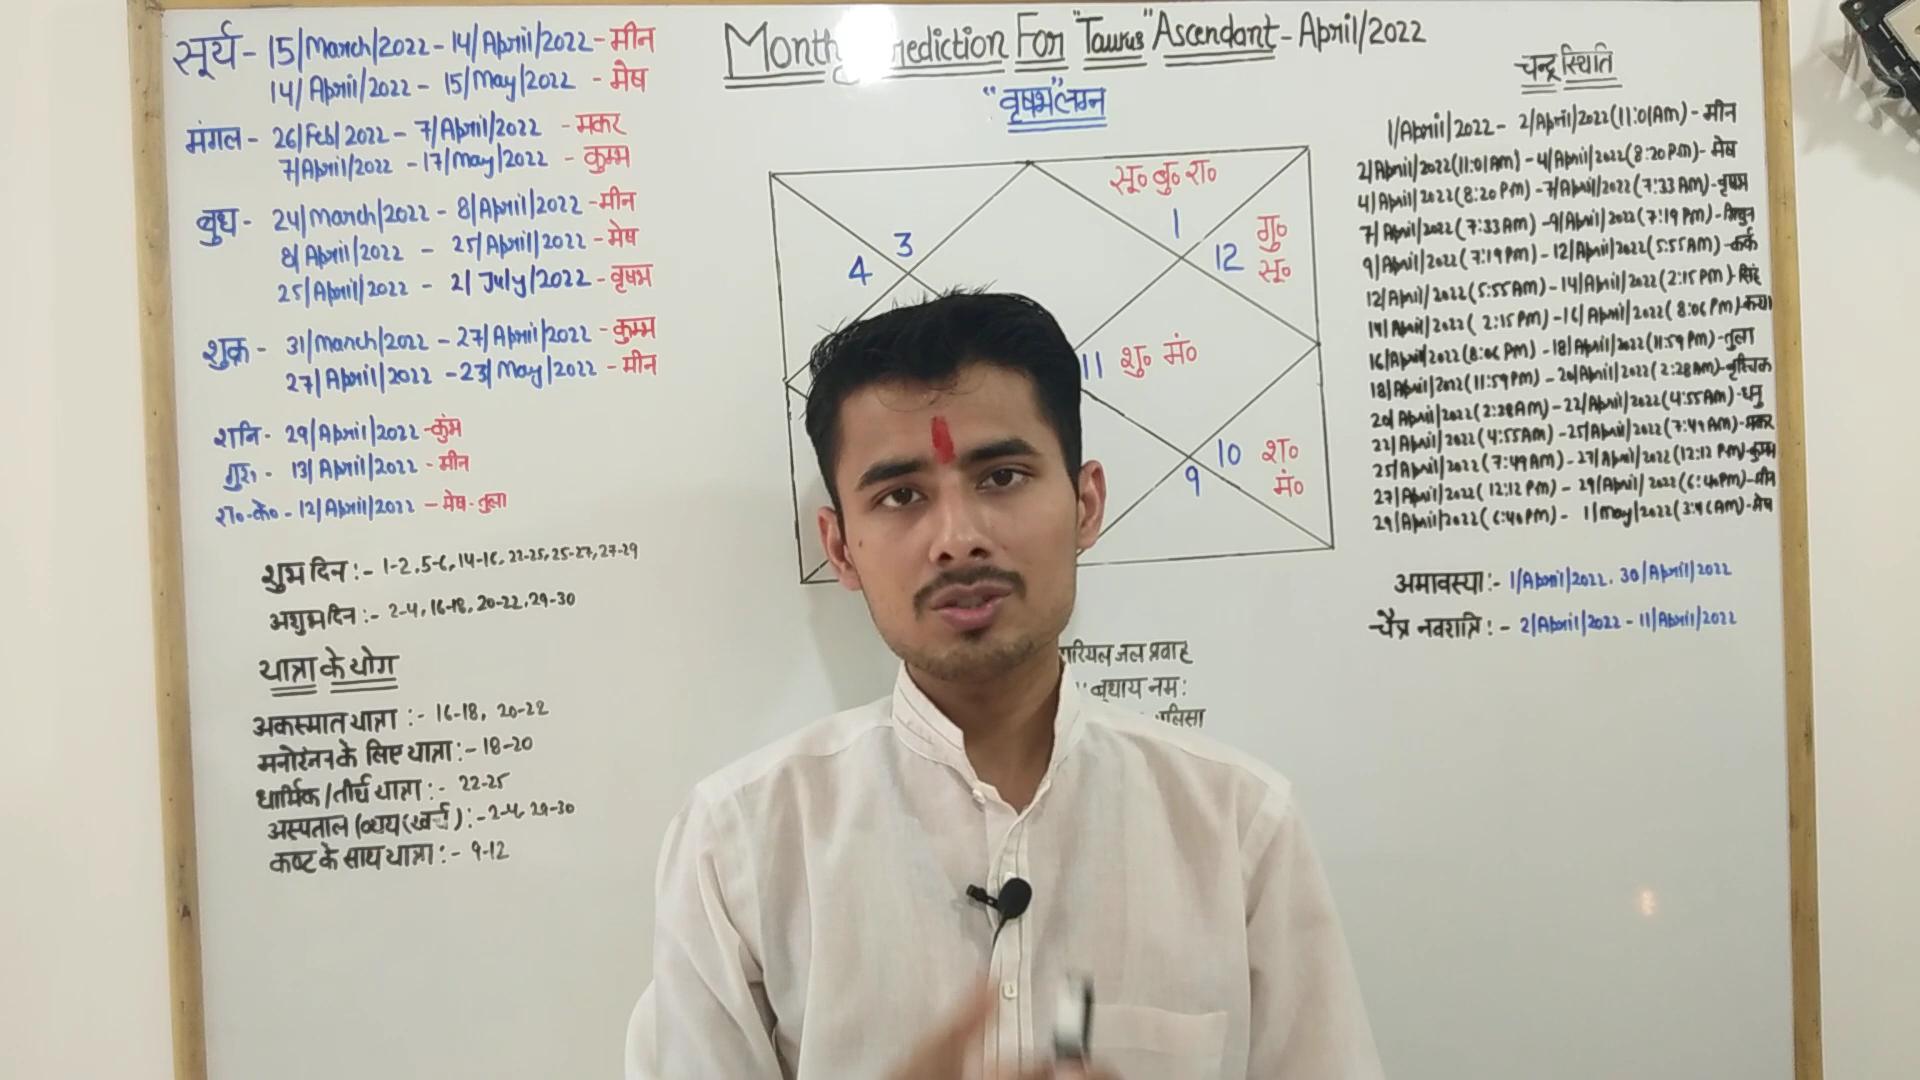 Month rediction For "Taurus" Ascendant - April/2022
"वृषभ" लग्न
सूर्य - 15/March/2022 - 14/April/2022 - मीन
14/April/2022 - 15/May/2022 - मेष
मंगल - 26/Feb/2022 - 7/April/2022 - मकर
7/April/2022 - 17/May/2022 - कुम्भ
बुध - 24/March/2022 - 8/April/2022 - मीन
8/April/2022 - 25/April/2022 - मेष
25/April/2022 - 2/July/2022 - वृषभ
शुक्र - 31/March/2022 - 27/April/2022 - कुम्भ
27/April/2022 - 23/May/2022 - मीन
शनि - 29/April/2022 - कुंभ
गुरु - 13/April/2022 - मीन
रा० के० - 12/April/2022 - मेष - तुला
शुभ दिन :- 1-2, 5-6, 14-16, 22-25, 25-27, 27-29
अशुभ दिन :- 2-4, 16-18, 20-22, 29-30
यात्रा के योग
अकस्मात यात्रा :- 16-18, 20-22
मनोरंजन के लिए यात्रा :- 18-20
धार्मिक/तीर्थ यात्रा :- 22-25
अस्पताल (व्यय(खर्च) :- 2-4, 29-30
कष्ट के साथ यात्रा :- 9-12
सू० बु० रा०
1
3
4
12 गु०
सू०
11 शु० मं०
10 श०
मं०
9
रियल जल प्रवाह
बुधाय नमः
लिसा
चन्द्र स्थिति
1/April/2022 - 2/April/2022 (11:01AM) - मीन
2/April/2022 (11:01AM) - 4/April/2022 (8:20PM) - मेष
4/April/2022 (8:20PM) - 7/April/2022 (7:33AM) - वृषभ
7/April/2022 (7:33AM) - 9/April/2022 (7:19PM) - मिथुन
9/April/2022 (7:19PM) - 12/April/2022 (5:55AM) - कर्क
12/April/2022 (5:55AM) - 14/April/2022 (2:15PM) - सिंह
14/April/2022 (2:15PM) - 16/April/2022 (8:06PM) - कन्या
16/April/2022 (8:06PM) - 18/April/2022 (11:59PM) - तुला
18/April/2022 (11:59PM) - 20/April/2022 (2:28AM) - वृश्चिक
20/April/2022 (2:28AM) - 22/April/2022 (4:55AM) - धनु
22/April/2022 (4:55AM) - 25/April/2022 (7:49AM) - मकर
25/April/2022 (7:49AM) - 27/April/2022 (12:12PM) - कुम्भ
27/April/2022 (12:12PM) - 29/April/2022 (6:40PM) - मीन
29/April/2022 (6:40PM) - 1/May/2022 (3:46AM) - मेष
अमावस्या :- 1/April/2022, 30/April/2022
चैत्र नवरात्रि :- 2/April/2022 - 11/April/2022